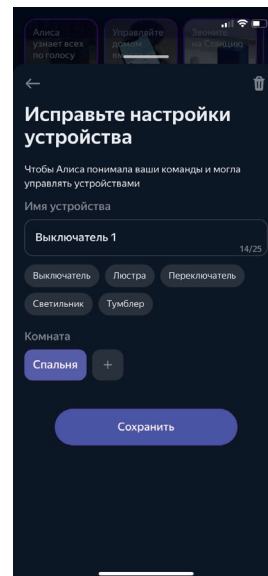 Алиса
узнает всех
по голосу
Управляйте
домом
Звоните
на Станцию
Исправьте настройки
устройства
Чтобы Алиса понимала ваши команды и могла
управлять устройствами
Имя устройства
Выключатель 1
14/25
Выключатель
Люстра
Переключатель
Светильник
Тумблер
Комната
Спальня
+
Сохранить